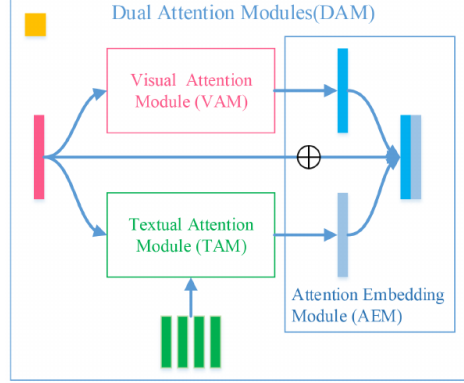 Dual Attention Modules(DAM)
Visual Attention
Module (VAM)
Textual Attention
Module (TAM)
Attention Embedding
Module (AEM)